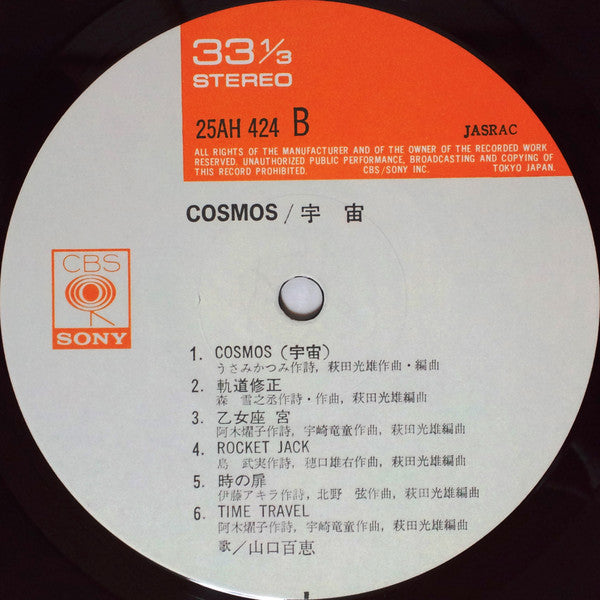 33⅓
STEREO
25AH 424 B
JASRAC
ALL RIGHTS OF THE MANUFACTURER AND OF THE OWNER OF THE RECORDED WORK
RESERVED. UNAUTHORIZED PUBLIC PERFORMANCE, BROADCASTING AND COPYING OF
THIS RECORD PROHIBITED. CBS/SONY INC. TOKYO JAPAN.
COSMOS/宇 宙
CBS
SONY
1. COSMOS (宇宙)
うさみかつみ作詩, 萩田光雄作曲・編曲
2. 軌道修正
森 雪之丞作詩・作曲, 萩田光雄編曲
3. 乙女座 宮
阿木燿子作詩, 宇崎竜童作曲, 萩田光雄編曲
4. ROCKET JACK
島 武実作詩, 穂口雄右作曲, 萩田光雄編曲
5. 時の扉
伊藤アキラ作詩, 北野 弦作曲, 萩田光雄編曲
6. TIME TRAVEL
阿木燿子作詩, 宇崎竜童作曲, 萩田光雄編曲
歌/山口百恵